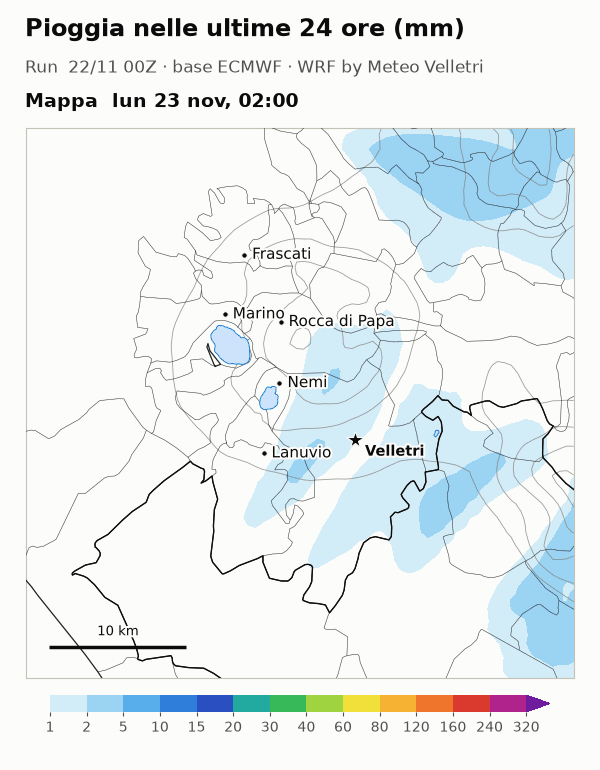 Pioggia nelle ultime 24 ore (mm)
Run  22/11 00Z · base ECMWF · WRF by Meteo Velletri
Mappa  lun 23 nov, 02:00
Frascati
Marino
Rocca di Papa
Nemi
Velletri
Lanuvio
10 km
1 2 5 10 15 20 30 40 60 80 120 160 240 320